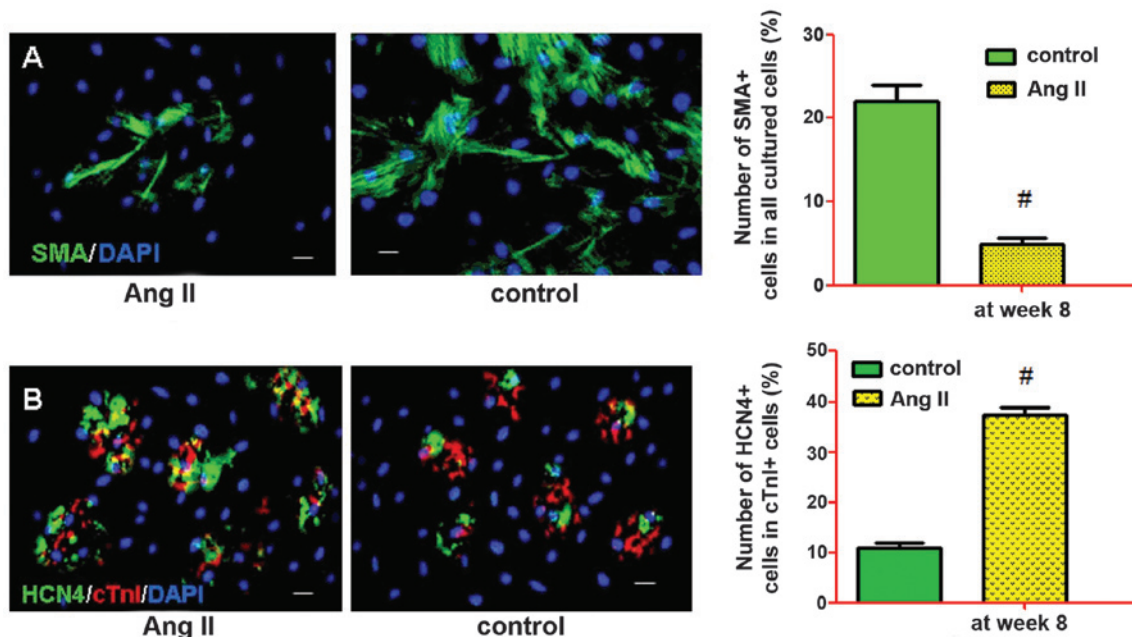 A
SMA/DAPI
Ang II
control
Number of SMA+
cells in all cultured cells (%)
30
20
10
0
control
Ang II
#
at week 8
B
HCN4/cTnI/DAPI
Ang II
control
Number of HCN4+
cells in cTnI+ cells (%)
50
40
30
20
10
0
control
Ang II
#
at week 8